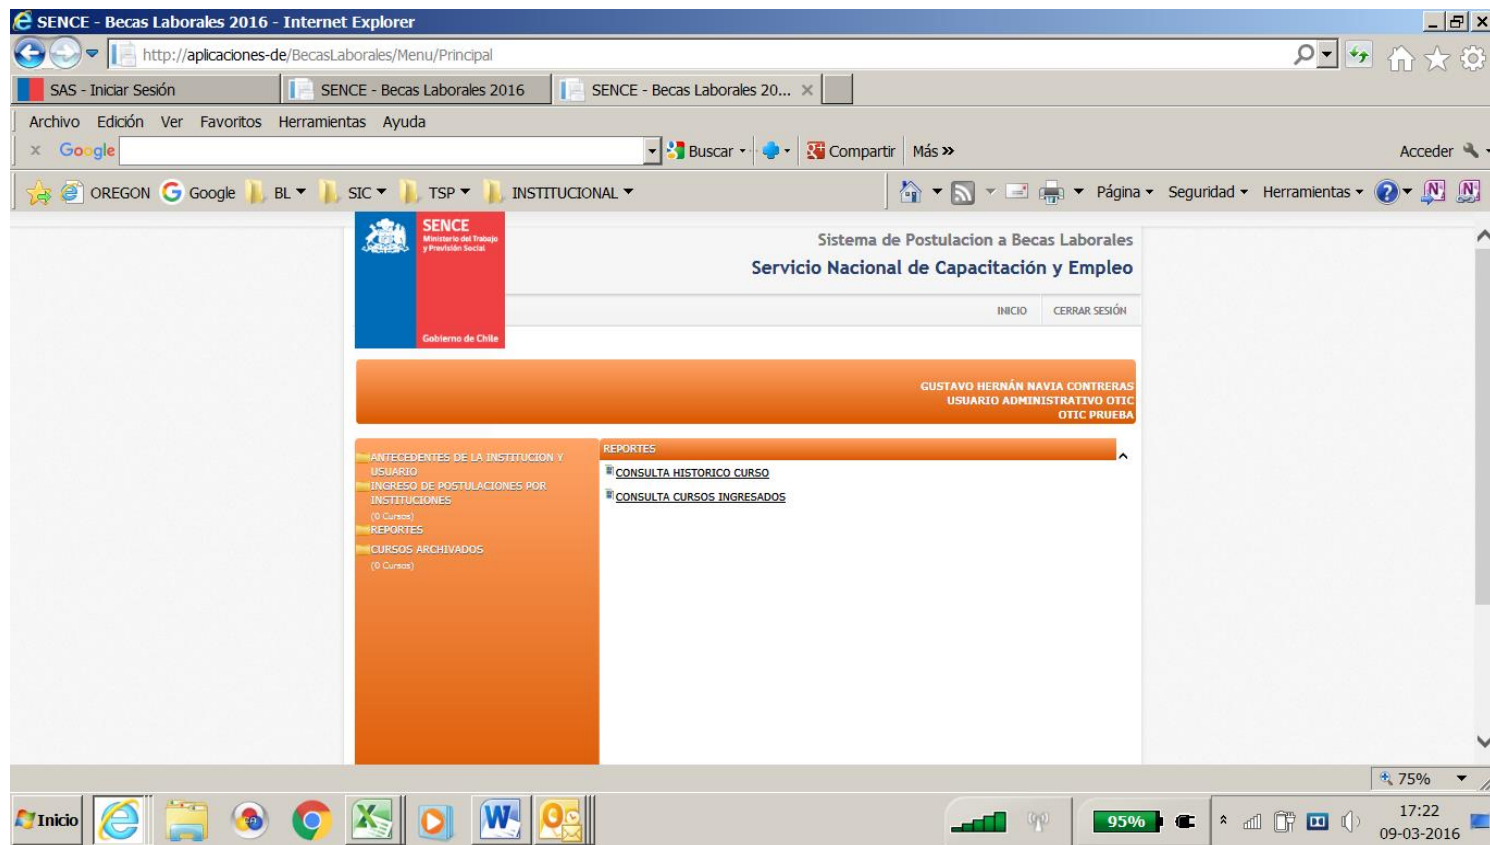 SENCE - Becas Laborales 2016 - Internet Explorer
http://aplicaciones-de/BecasLaborales/Menu/Principal
SAS - Iniciar Sesión
SENCE - Becas Laborales 2016
SENCE - Becas Laborales 20...
Archivo Edición Ver Favoritos Herramientas Ayuda
x Google
Buscar
Compartir
Más »
Acceder
OREGON
Google
BL
SIC
TSP
INSTITUCIONAL
Página
Seguridad
Herramientas
SENCE
Ministerio del Trabajo
y Previsión Social
Gobierno de Chile
Sistema de Postulacion a Becas Laborales
Servicio Nacional de Capacitación y Empleo
INICIO
CERRAR SESIÓN
GUSTAVO HERNÁN NAVIA CONTRERAS
USUARIO ADMINISTRATIVO OTIC
OTIC PRUEBA
ANTECEDENTES DE LA INSTITUCION Y
USUARIO
INGRESO DE POSTULACIONES POR
INSTITUCIONES
(0 Cursos)
REPORTES
CURSOS ARCHIVADOS
(0 Cursos)
REPORTES
CONSULTA HISTORICO CURSO
CONSULTA CURSOS INGRESADOS
75%
Inicio
95%
17:22
09-03-2016